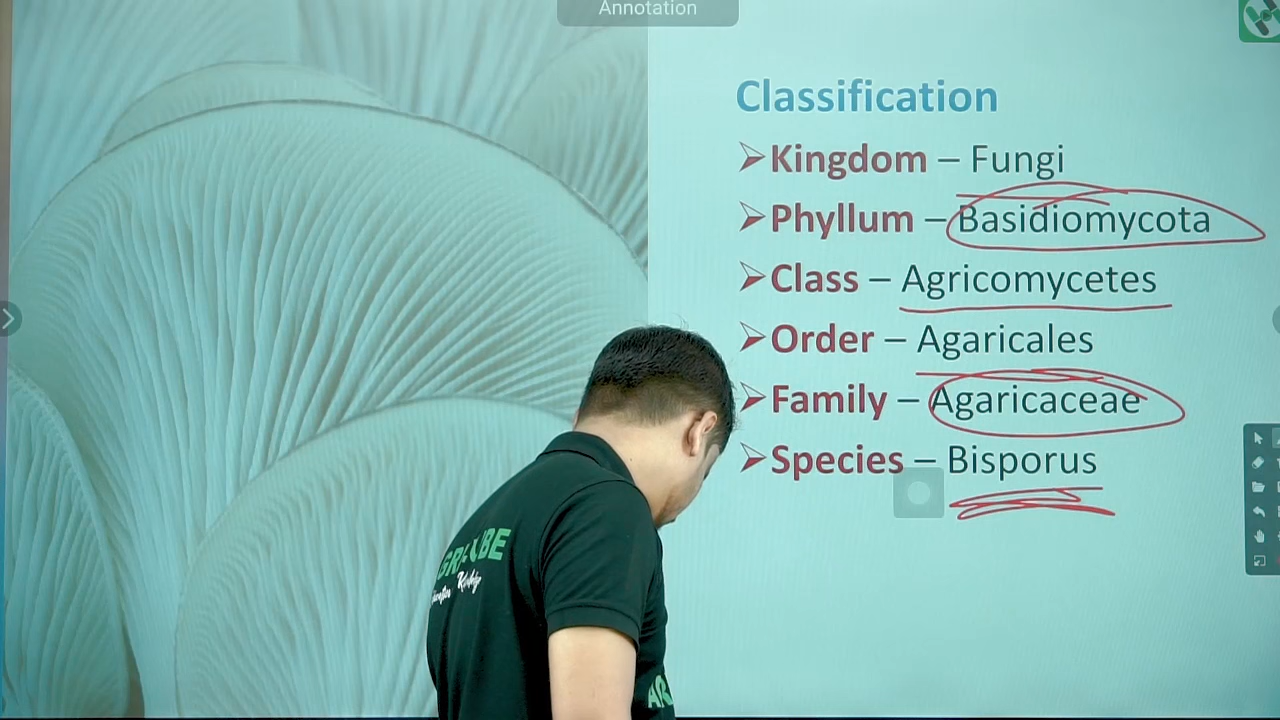 Annotation
Classification
➢Kingdom – Fungi
➢Phyllum – Basidiomycota
➢Class – Agricomycetes
➢Order – Agaricales
➢Family – Agaricaceae
➢Species – Bisporus